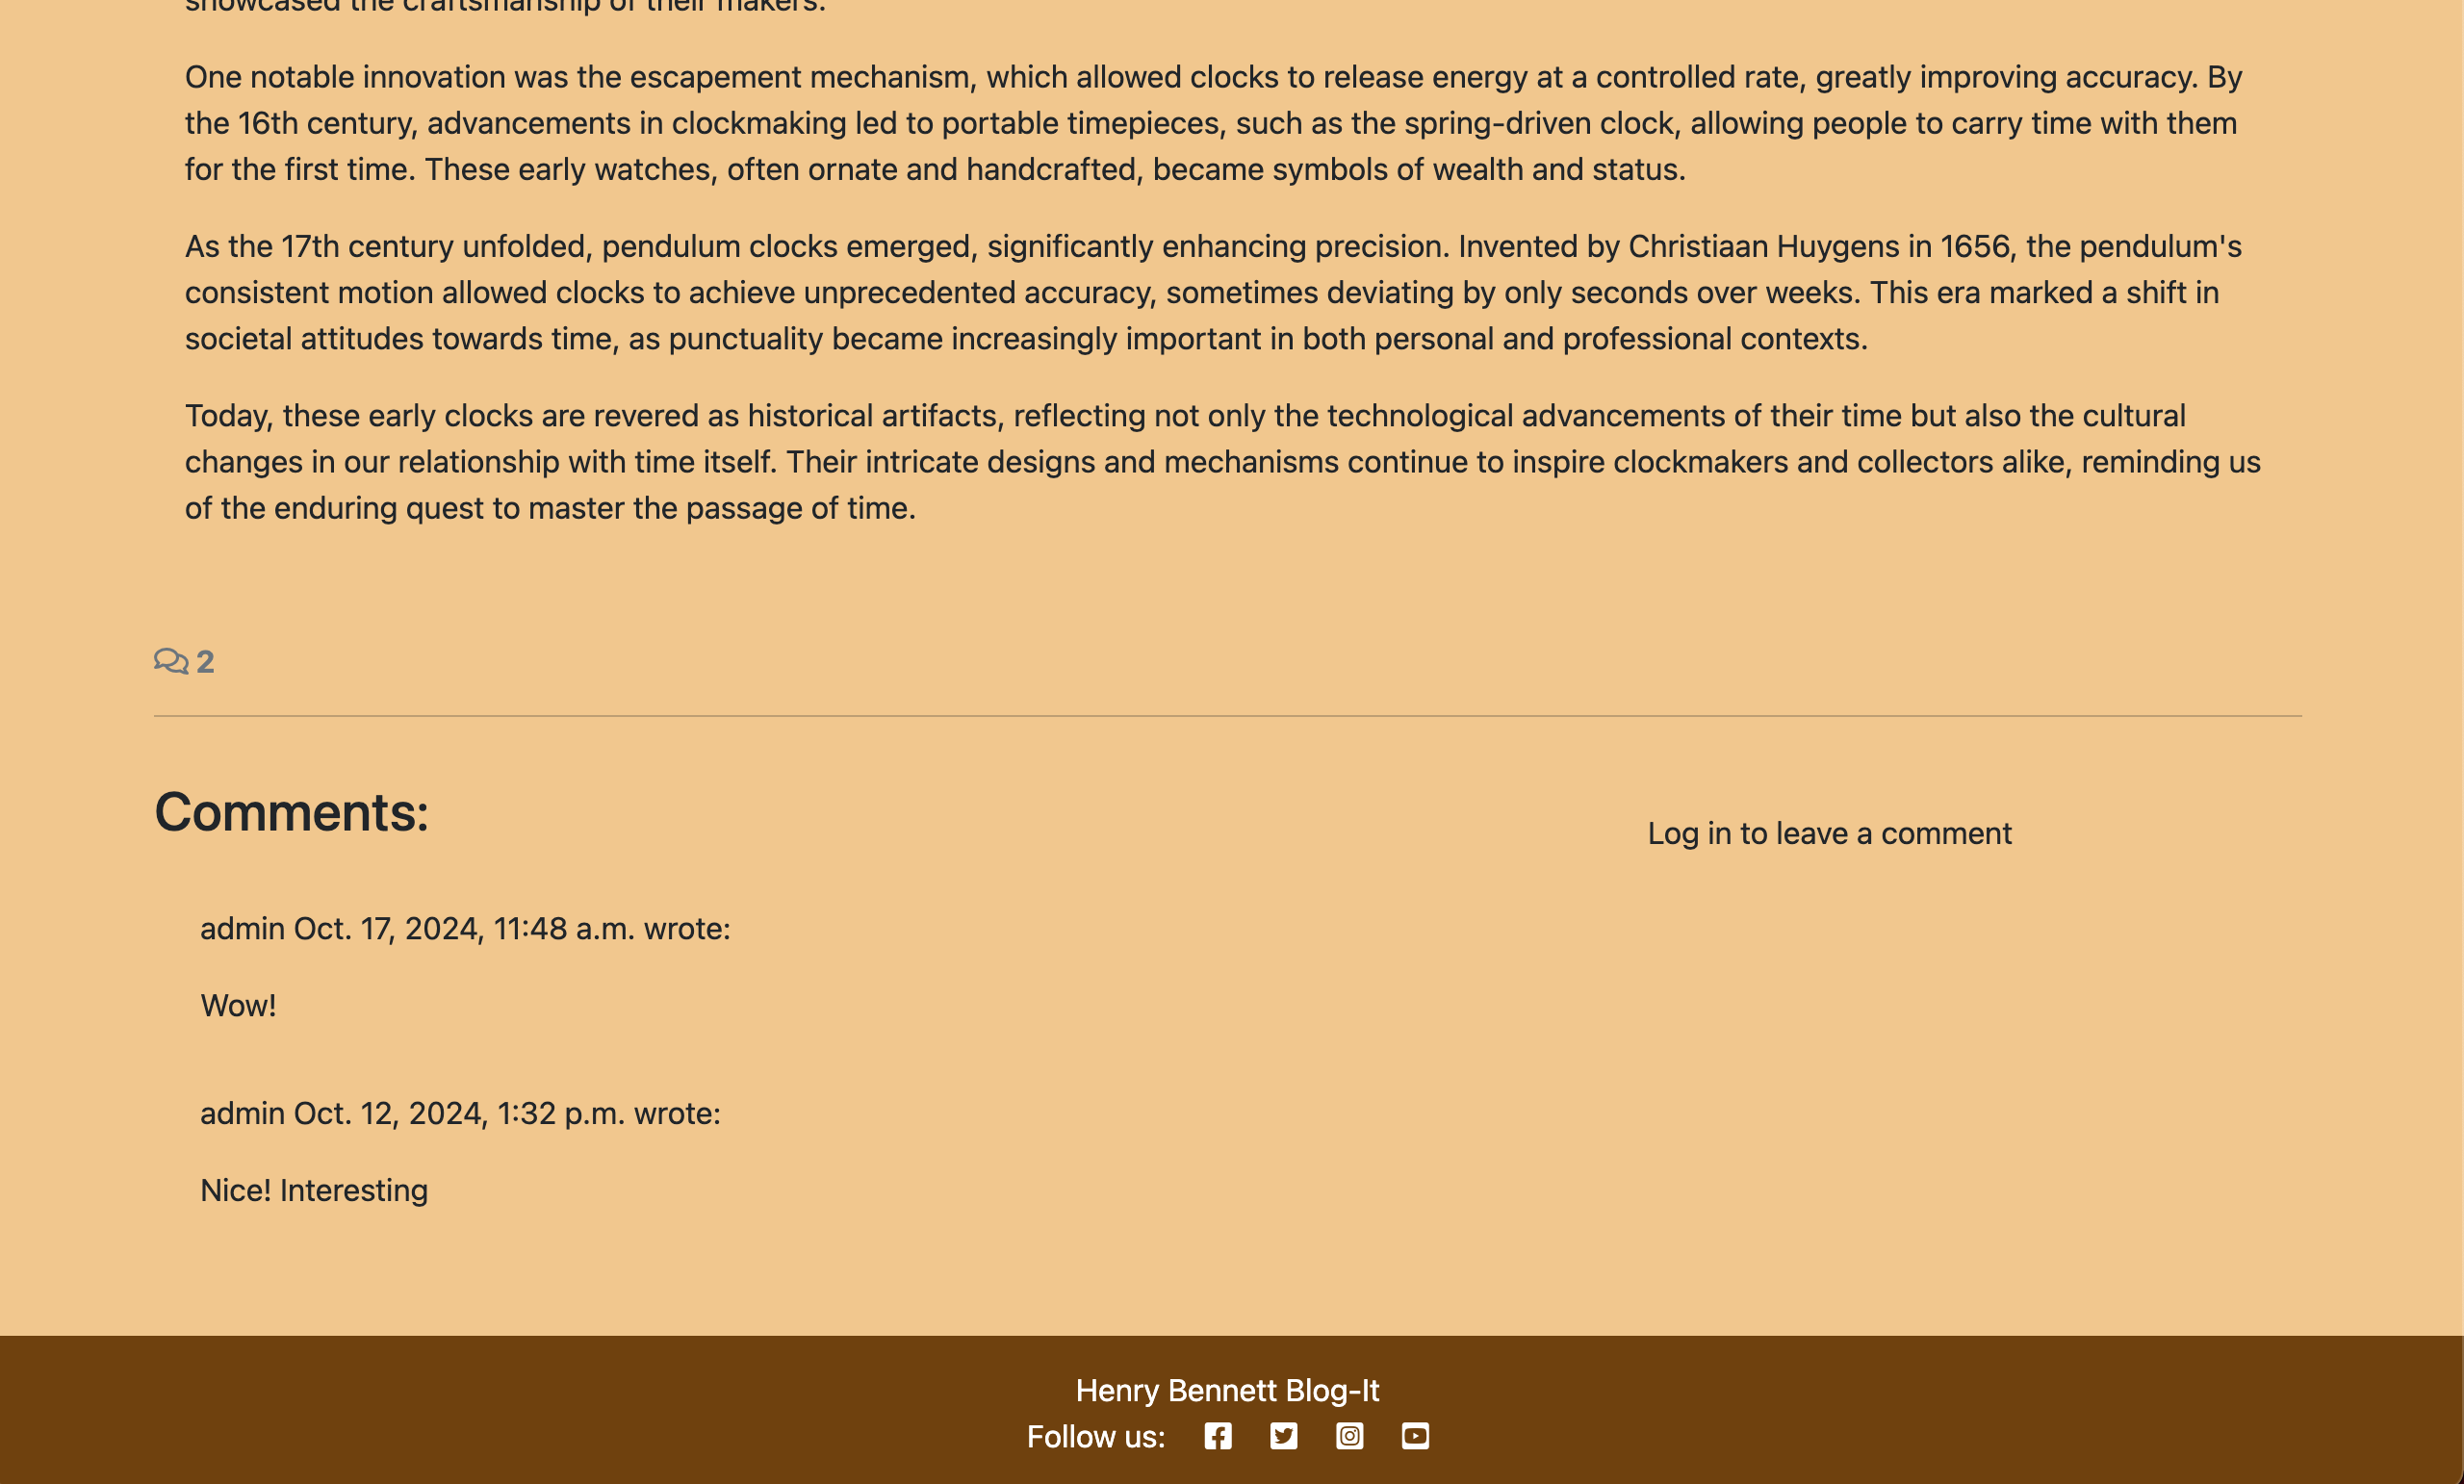 showcased the craftsmanship of their makers.
One notable innovation was the escapement mechanism, which allowed clocks to release energy at a controlled rate, greatly improving accuracy. By
the 16th century, advancements in clockmaking led to portable timepieces, such as the spring-driven clock, allowing people to carry time with them
for the first time. These early watches, often ornate and handcrafted, became symbols of wealth and status.
As the 17th century unfolded, pendulum clocks emerged, significantly enhancing precision. Invented by Christiaan Huygens in 1656, the pendulum's
consistent motion allowed clocks to achieve unprecedented accuracy, sometimes deviating by only seconds over weeks. This era marked a shift in
societal attitudes towards time, as punctuality became increasingly important in both personal and professional contexts.
Today, these early clocks are revered as historical artifacts, reflecting not only the technological advancements of their time but also the cultural
changes in our relationship with time itself. Their intricate designs and mechanisms continue to inspire clockmakers and collectors alike, reminding us
of the enduring quest to master the passage of time.
2
Comments:
Log in to leave a comment
admin Oct. 17, 2024, 11:48 a.m. wrote:
Wow!
admin Oct. 12, 2024, 1:32 p.m. wrote:
Nice! Interesting
Henry Bennett Blog-It
Follow us: